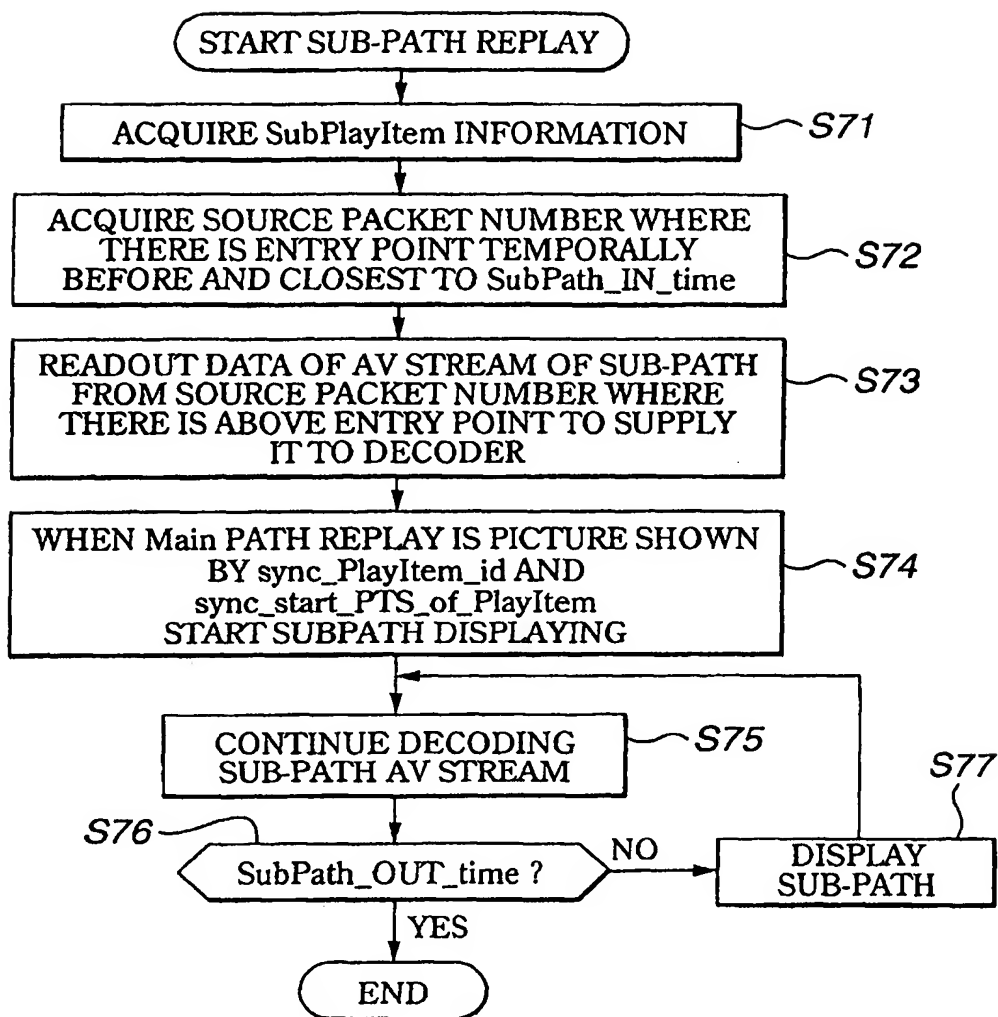 START SUB-PATH REPLAY
ACQUIRE SubPlayItem INFORMATION
S71
ACQUIRE SOURCE PACKET NUMBER WHERE
THERE IS ENTRY POINT TEMPORALLY
BEFORE AND CLOSEST TO SubPath_IN_time
S72
READOUT DATA OF AV STREAM OF SUB-PATH
FROM SOURCE PACKET NUMBER WHERE
THERE IS ABOVE ENTRY POINT TO SUPPLY
IT TO DECODER
S73
WHEN Main PATH REPLAY IS PICTURE SHOWN
BY sync_PlayItem_id AND
sync_start_PTS_of_PlayItem
START SUBPATH DISPLAYING
S74
CONTINUE DECODING
SUB-PATH AV STREAM
S75
S76
SubPath_OUT_time ?
NO
S77
DISPLAY
SUB-PATH
YES
END